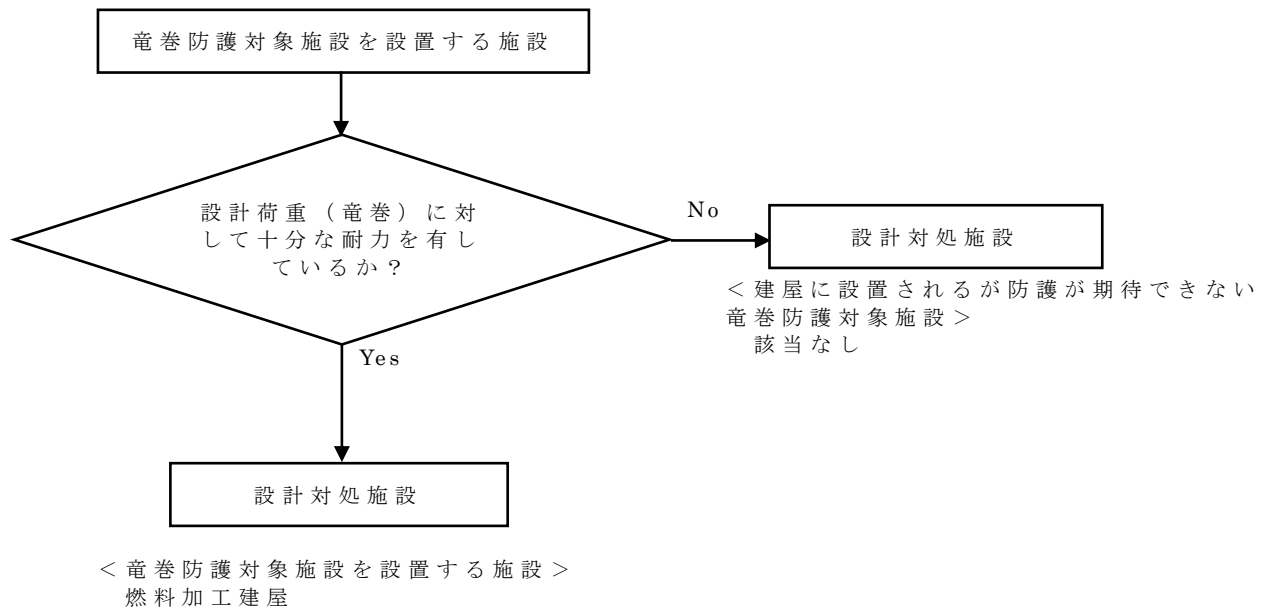 竜巻防護対象施設を設置する施設
設計荷重(竜巻)に対
して十分な耐力を有し
ているか?
No
設計対処施設
<建屋に設置されるが防護が期待できない
竜巻防護対象施設>
該当なし
Yes
設計対処施設
<竜巻防護対象施設を設置する施設>
燃料加工建屋